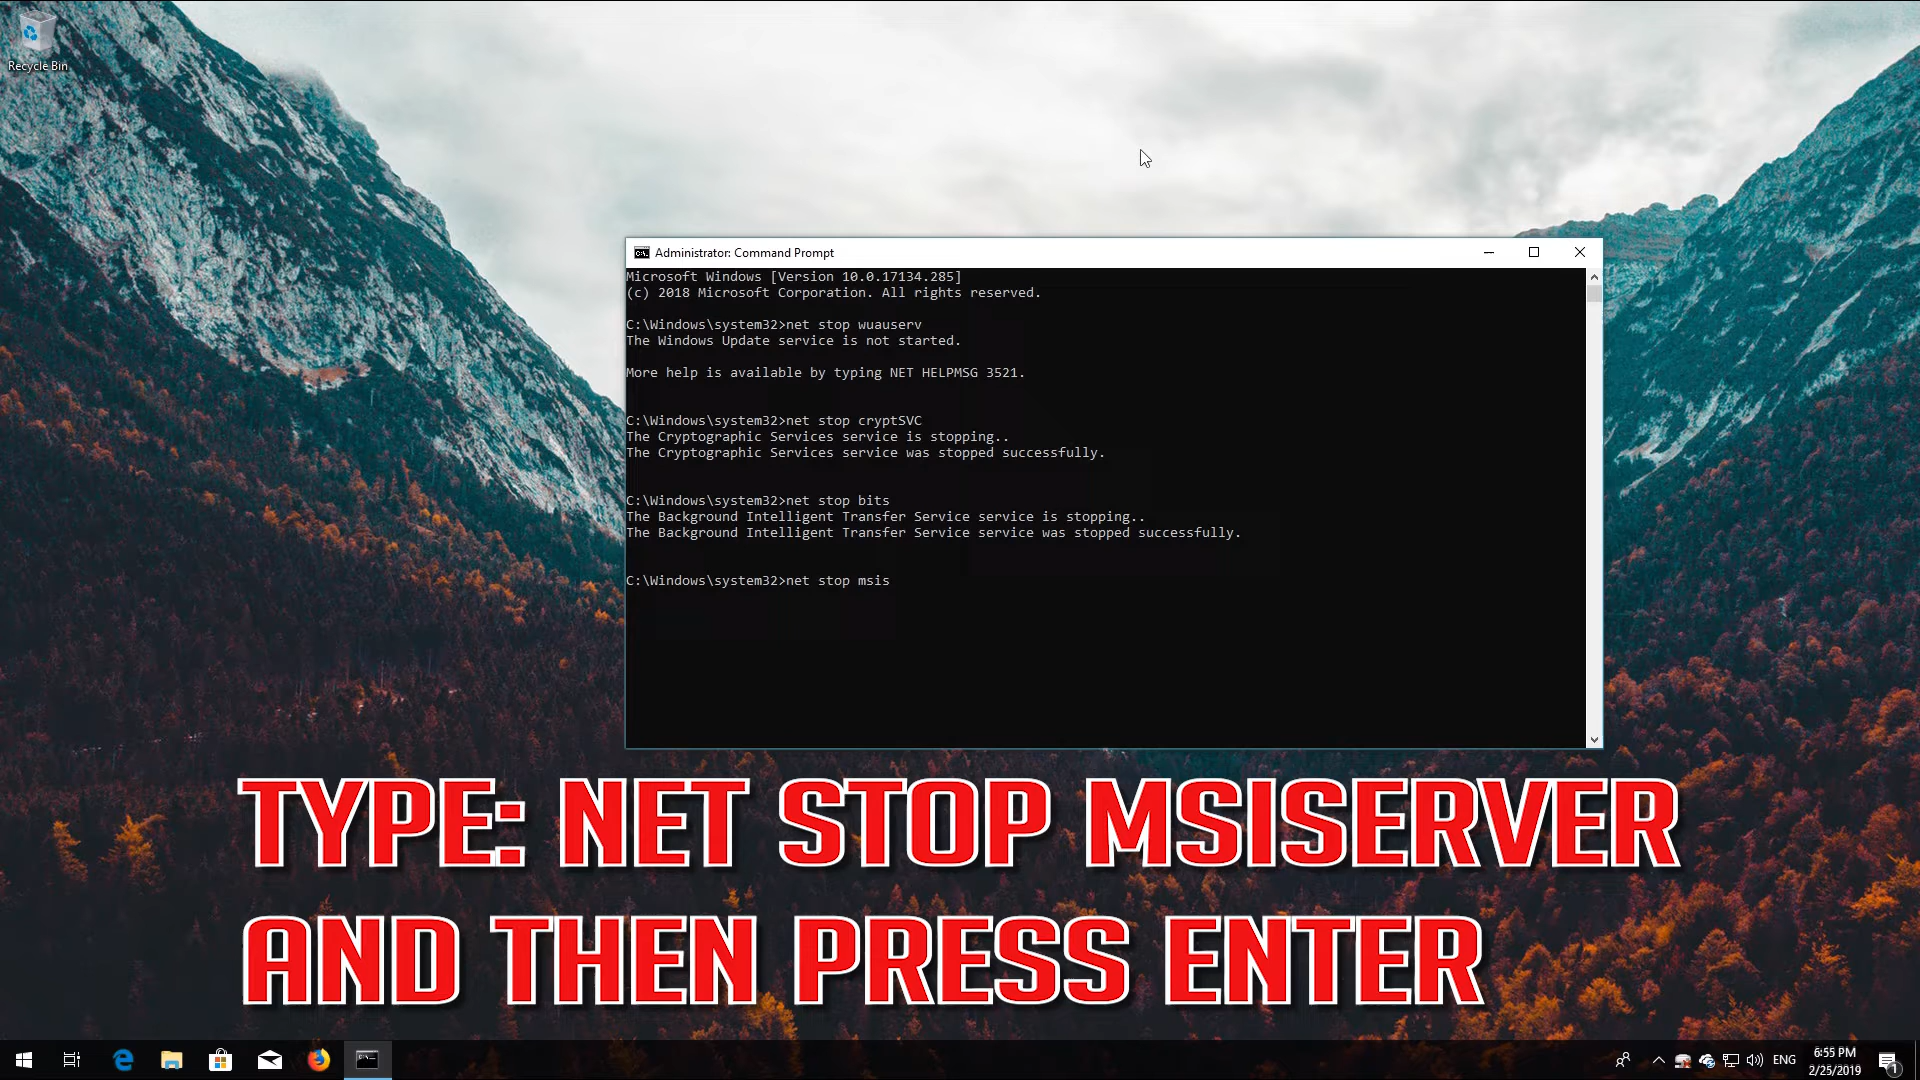 Recycle Bin
Administrator: Command Prompt
Microsoft Windows [Version 10.0.17134.285]
(c) 2018 Microsoft Corporation. All rights reserved.
C:\Windows\system32>net stop wuauserv
The Windows Update service is not started.
More help is available by typing NET HELPMSG 3521.
C:\Windows\system32>net stop cryptSVC
The Cryptographic Services service is stopping..
The Cryptographic Services service was stopped successfully.
C:\Windows\system32>net stop bits
The Background Intelligent Transfer Service service is stopping..
The Background Intelligent Transfer Service service was stopped successfully.
C:\Windows\system32>net stop msis
TYPE: NET STOP MSISERVER
AND THEN PRESS ENTER
ENG
6:55 PM
2/25/2019
1